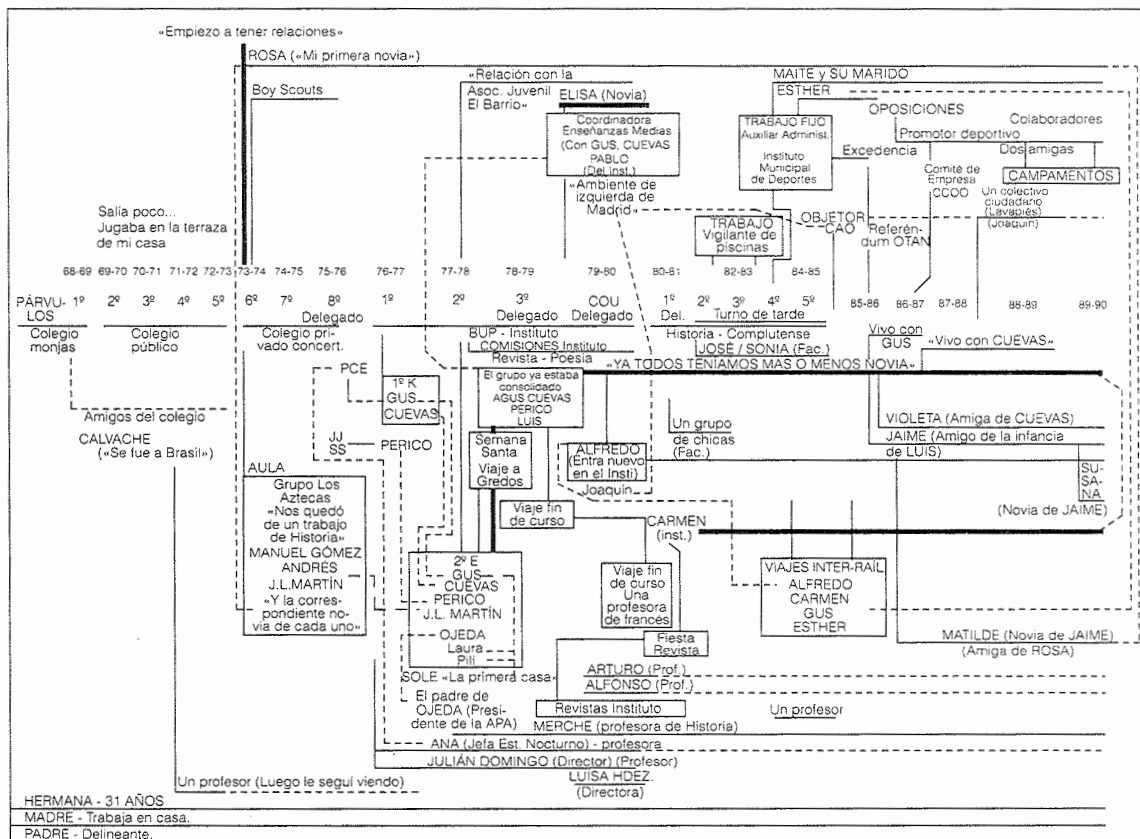 «Empiezo a tener relaciones»
ROSA («Mi primera novia»)
Boy Scouts
«Relación con la
Asoc. Juvenil
El Barrio»
ELISA (Novia)
Coordinadora
Enseñanzas Medias
(Con GUS, CUEVAS
PABLO
(Del Inst.)
«Ambiente de
izquierda de
Madrid»
MAITE y SU MARIDO
ESTHER
TRABAJO FIJO
Auxiliar Administ.
Instituto
Municipal
de Deportes
OPOSICIONES
Promotor deportivo
Excedencia
Colaboradores
Dos amigas
CAMPAMENTOS
Comité de
Empresa
CCOO
Un colectivo
ciudadano
(Lavapiés)
(Joaquín)
TRABAJO
Vigilante de
piscinas
OBJETOR
CAO
Referén-
dum OTAN
Salía poco...
Jugaba en la terraza
de mi casa
68-69 69-70 70-71 71-72 72-73 73-74 74-75 75-76 76-77 77-78 78-79 79-80 80-81 82-83 84-85
85-86 86-87 87-88 88-89 89-90
PÁRVU-
LOS
1º 2º 3º 4º 5º 6º 7º 8º 1º 2º 3º COU 1º 2º 3º 4º 5º
Delegado Delegado Delegado Del. Turno de tarde
Colegio
monjas
Colegio
público
Colegio pri-
vado concert.
BUP - Instituto
COMISIONES Instituto
Revista - Poesía
Historia - Complutense
JOSÉ / SONIA (Fac.)
Vivo con
GUS
«Vivo con CUEVAS»
PCE
1º K
GUS
CUEVAS
El grupo ya estaba
consolidado
AGUS CUEVAS
PERICO
LUIS
«YA TODOS TENIAMOS MAS O MENOS NOVIA»
Amigos del colegio
CALVACHE
(«Se fue a Brasil»)
JJ
SS
PERICO
Semana
Santa
Viaje a
Gredos
ALFREDO
(Entra nuevo
en el Insti)
Joaquín
Un grupo
de chicas
(Fac.)
VIOLETA (Amiga de CUEVAS)
JAIME (Amigo de la infancia
de LUIS)
SU-
SA-
NA
(Novia de JAIME)
AULA
Grupo Los
Aztecas
«Nos quedó
de un trabajo
de Historia»
MANUEL GÓMEZ
ANDRÉS
J.L.MARTÍN
«Y la corres-
pondiente no-
via de cada uno»
Viaje fin
de curso
CARMEN
(inst.)
2º E
GUS
CUEVAS
PERICO
J.L. MARTÍN
OJEDA
Laura
Pili
Viaje fin
de curso
Una
profesora
de francés
VIAJES INTER-RAÍL
ALFREDO
CARMEN
GUS
ESTHER
Fiesta
Revista
MATILDE (Novia de JAIME)
(Amiga de ROSA)
SOLE «La primera casa»
ARTURO (Prof.)
ALFONSO (Prof.)
El padre de
OJEDA (Presi-
dente de la APA)
Revistas Instituto
Un profesor
MERCHE (profesora de Historia)
ANA (Jefa Est. Nocturno) - profesora
JULIÁN DOMINGO (Director) (Profesor)
LUISA HDEZ.
(Directora)
Un profesor (Luego le seguí viendo)
HERMANA - 31 AÑOS
MADRE - Trabaja en casa.
PADRE - Delineante.